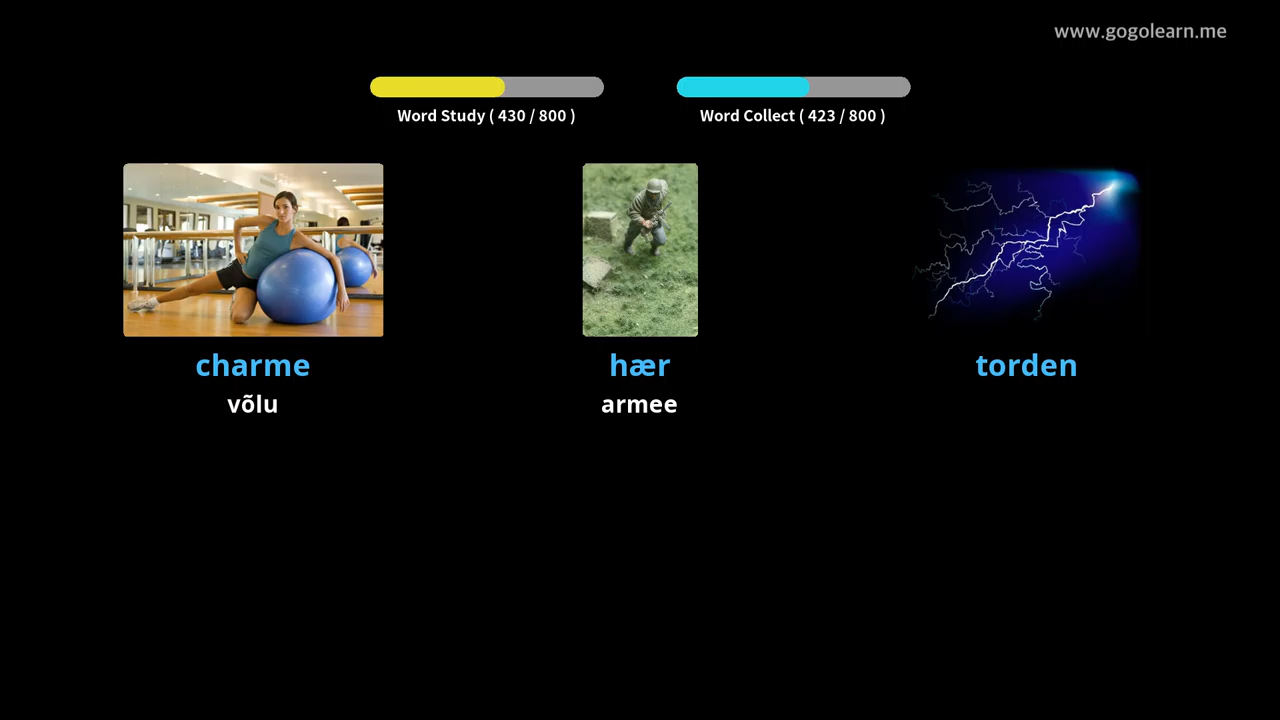 www.gogolearn.me
Word Study ( 430 / 800 )
Word Collect ( 423 / 800 )
charme
hær
torden
võlu
armee